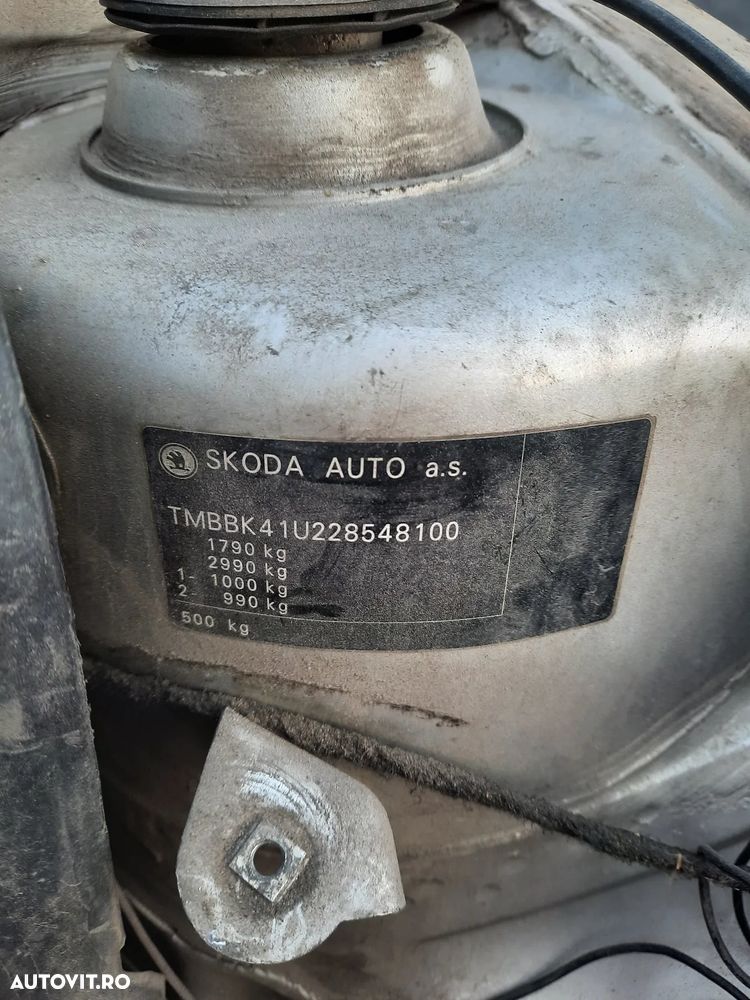 SKODA AUTO a.s.
TMBBK41U228548100
1790 kg
2990 kg
1- 1000 kg
2- 990 kg
500 kg
AUTOVIT.RO